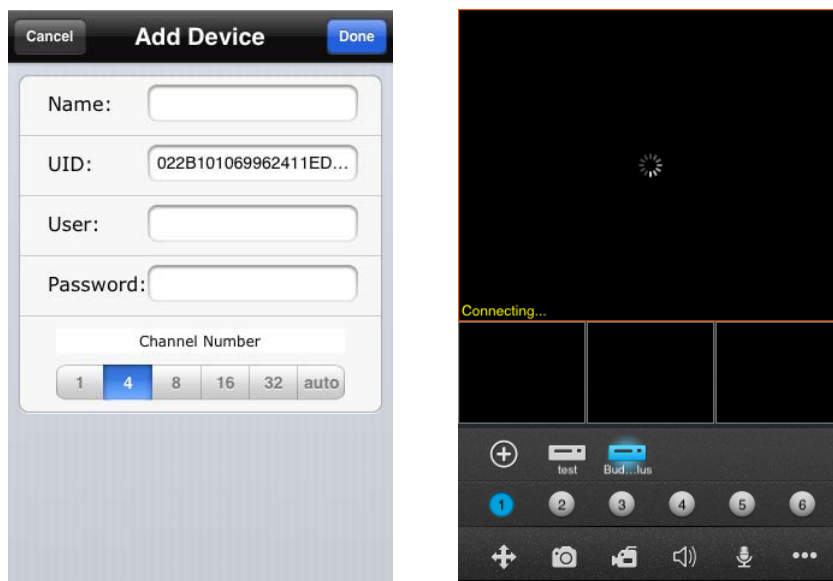 Cancel Add Device Done
Name:
UID: 022B101069962411ED...
User:
Password:
Channel Number
1 4 8 16 32 auto
Connecting...
test Bud...lus
1 2 3 4 5 6